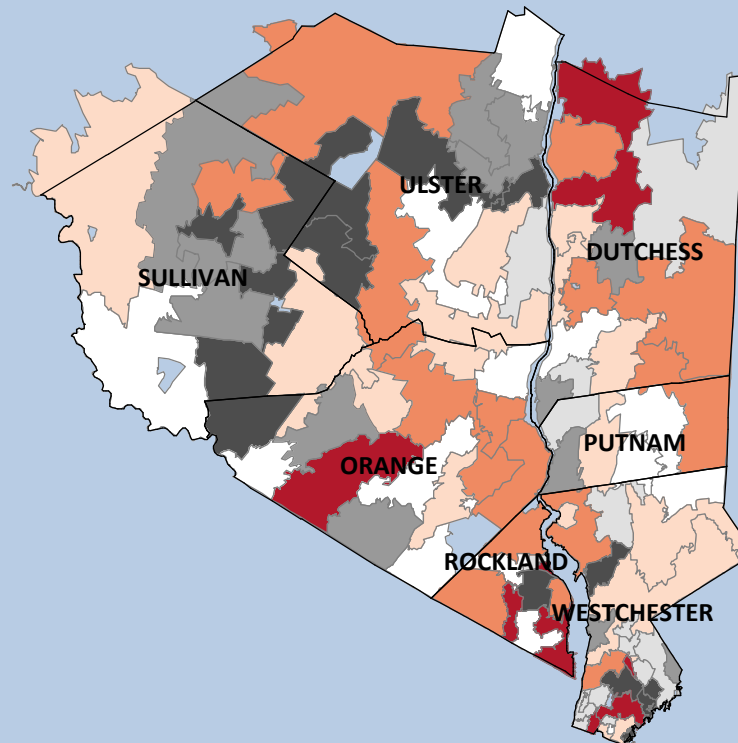 ULSTER
DUTCHESS
SULLIVAN
PUTNAM
ORANGE
ROCKLAND
WESTCHESTER